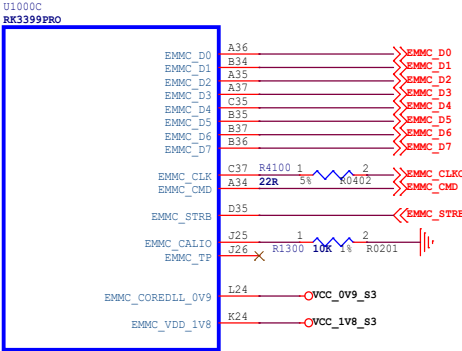 U1000C
RK3399PRO
EMMC_D0 A36 EMMC_D0
EMMC_D1 B34 EMMC_D1
EMMC_D2 A35 EMMC_D2
EMMC_D3 A37 EMMC_D3
EMMC_D4 C35 EMMC_D4
EMMC_D5 B35 EMMC_D5
EMMC_D6 B37 EMMC_D6
EMMC_D7 B36 EMMC_D7
EMMC_CLK C37 R4100 1 2 EMMC_CLKO
22R 5% R0402
EMMC_CMD A34 EMMC_CMD
EMMC_STRB D35 EMMC_STRB
EMMC_CALIO J25 1 2
R1300 10K 1% R0201
EMMC_TP J26
EMMC_COREDLL_0V9 L24 VCC_0V9_S3
EMMC_VDD_1V8 K24 VCC_1V8_S3